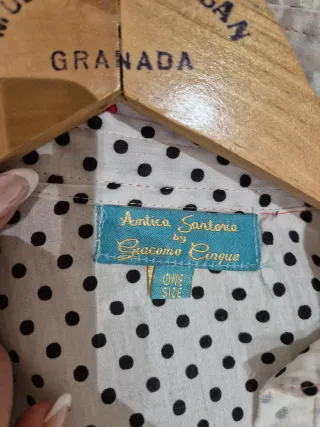 GRANADA
Antica Sartoria
by
Giacomo Cinque
ONE
SIZE